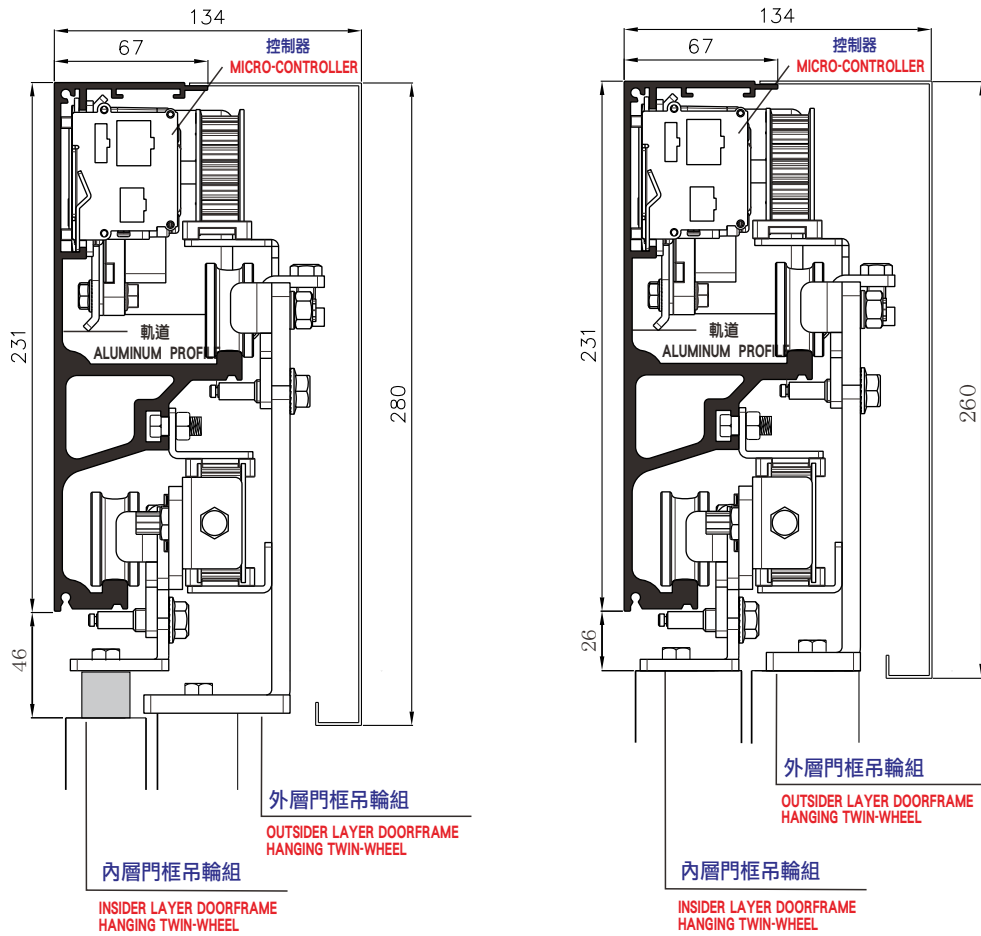 134
67
控制器
MICRO-CONTROLLER
231
軌道
ALUMINUM PROFILE
280
46
外層門框吊輪組
OUTSIDER LAYER DOORFRAME
HANGING TWIN-WHEEL
內層門框吊輪組
INSIDER LAYER DOORFRAME
HANGING TWIN-WHEEL
134
67
控制器
MICRO-CONTROLLER
231
軌道
ALUMINUM PROFILE
260
26
外層門框吊輪組
OUTSIDER LAYER DOORFRAME
HANGING TWIN-WHEEL
內層門框吊輪組
INSIDER LAYER DOORFRAME
HANGING TWIN-WHEEL